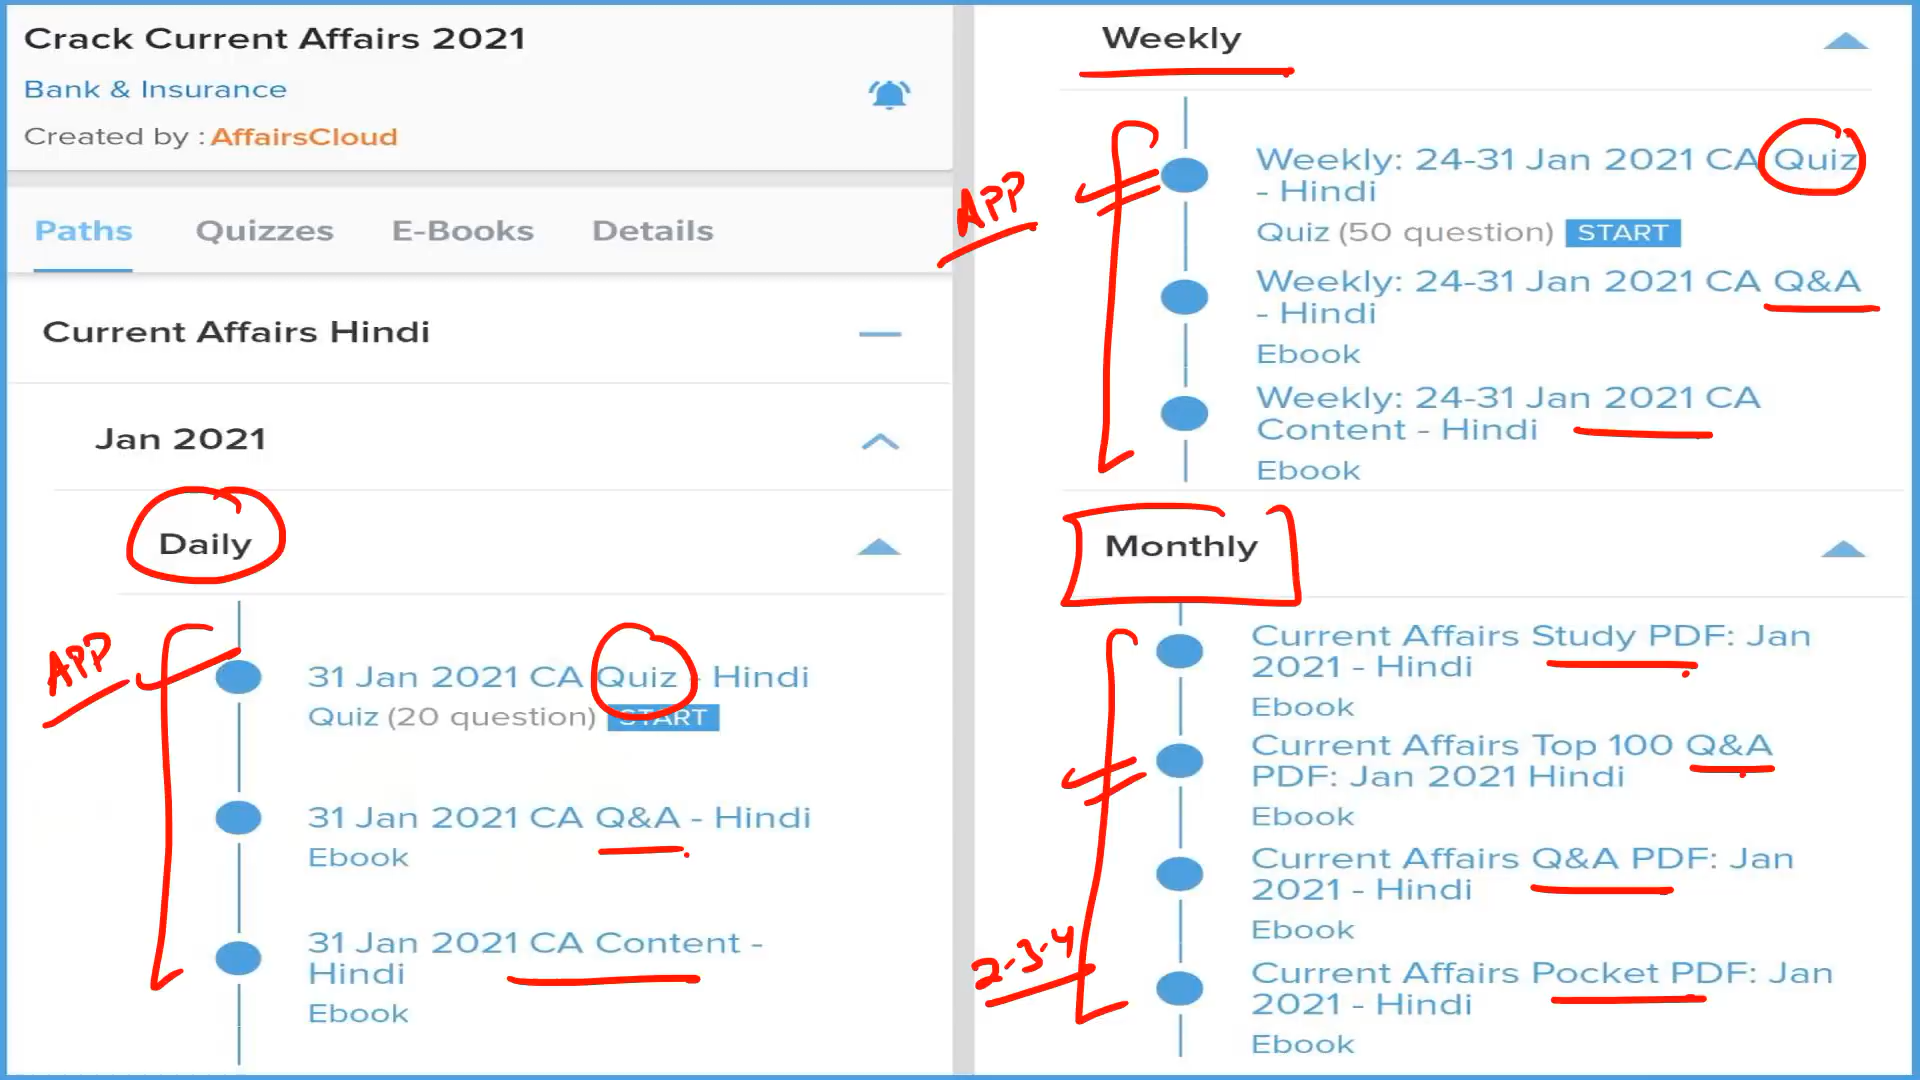 Crack Current Affairs 2021
Bank & Insurance
Created by : AffairsCloud
Paths Quizzes E-Books Details
Current Affairs Hindi
Jan 2021
Daily
APP
31 Jan 2021 CA Quiz - Hindi
Quiz (20 question) START
31 Jan 2021 CA Q&A - Hindi
Ebook
31 Jan 2021 CA Content -
Hindi
Ebook
Weekly
APP
Weekly: 24-31 Jan 2021 CA Quiz
- Hindi
Quiz (50 question) START
Weekly: 24-31 Jan 2021 CA Q&A
- Hindi
Ebook
Weekly: 24-31 Jan 2021 CA
Content - Hindi
Ebook
Monthly
Current Affairs Study PDF: Jan
2021 - Hindi
Ebook
Current Affairs Top 100 Q&A
PDF: Jan 2021 Hindi
Ebook
Current Affairs Q&A PDF: Jan
2021 - Hindi
Ebook
2-3-4
Current Affairs Pocket PDF: Jan
2021 - Hindi
Ebook